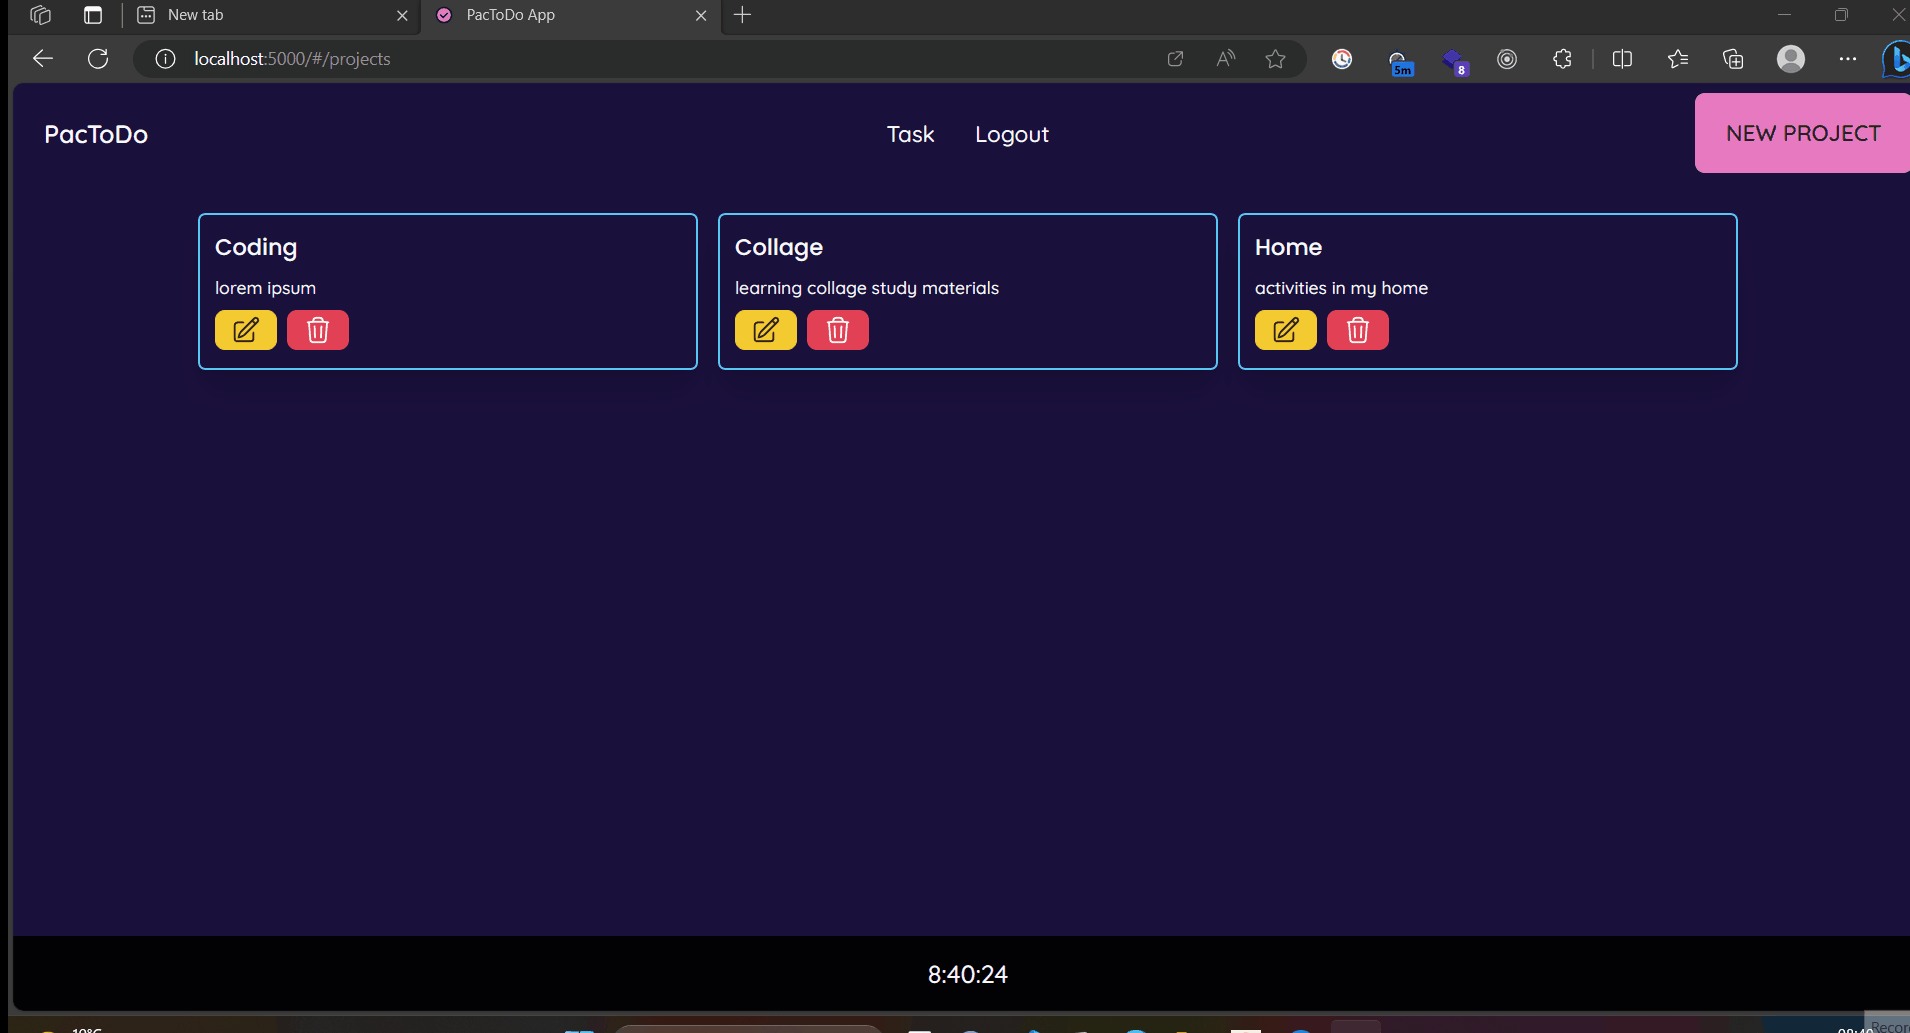 New tab
PacToDo App
localhost:5000/#/projects
5m
8
PacToDo
Task
Logout
NEW PROJECT
Coding
lorem ipsum
Collage
learning collage study materials
Home
activities in my home
8:40:24
Recor